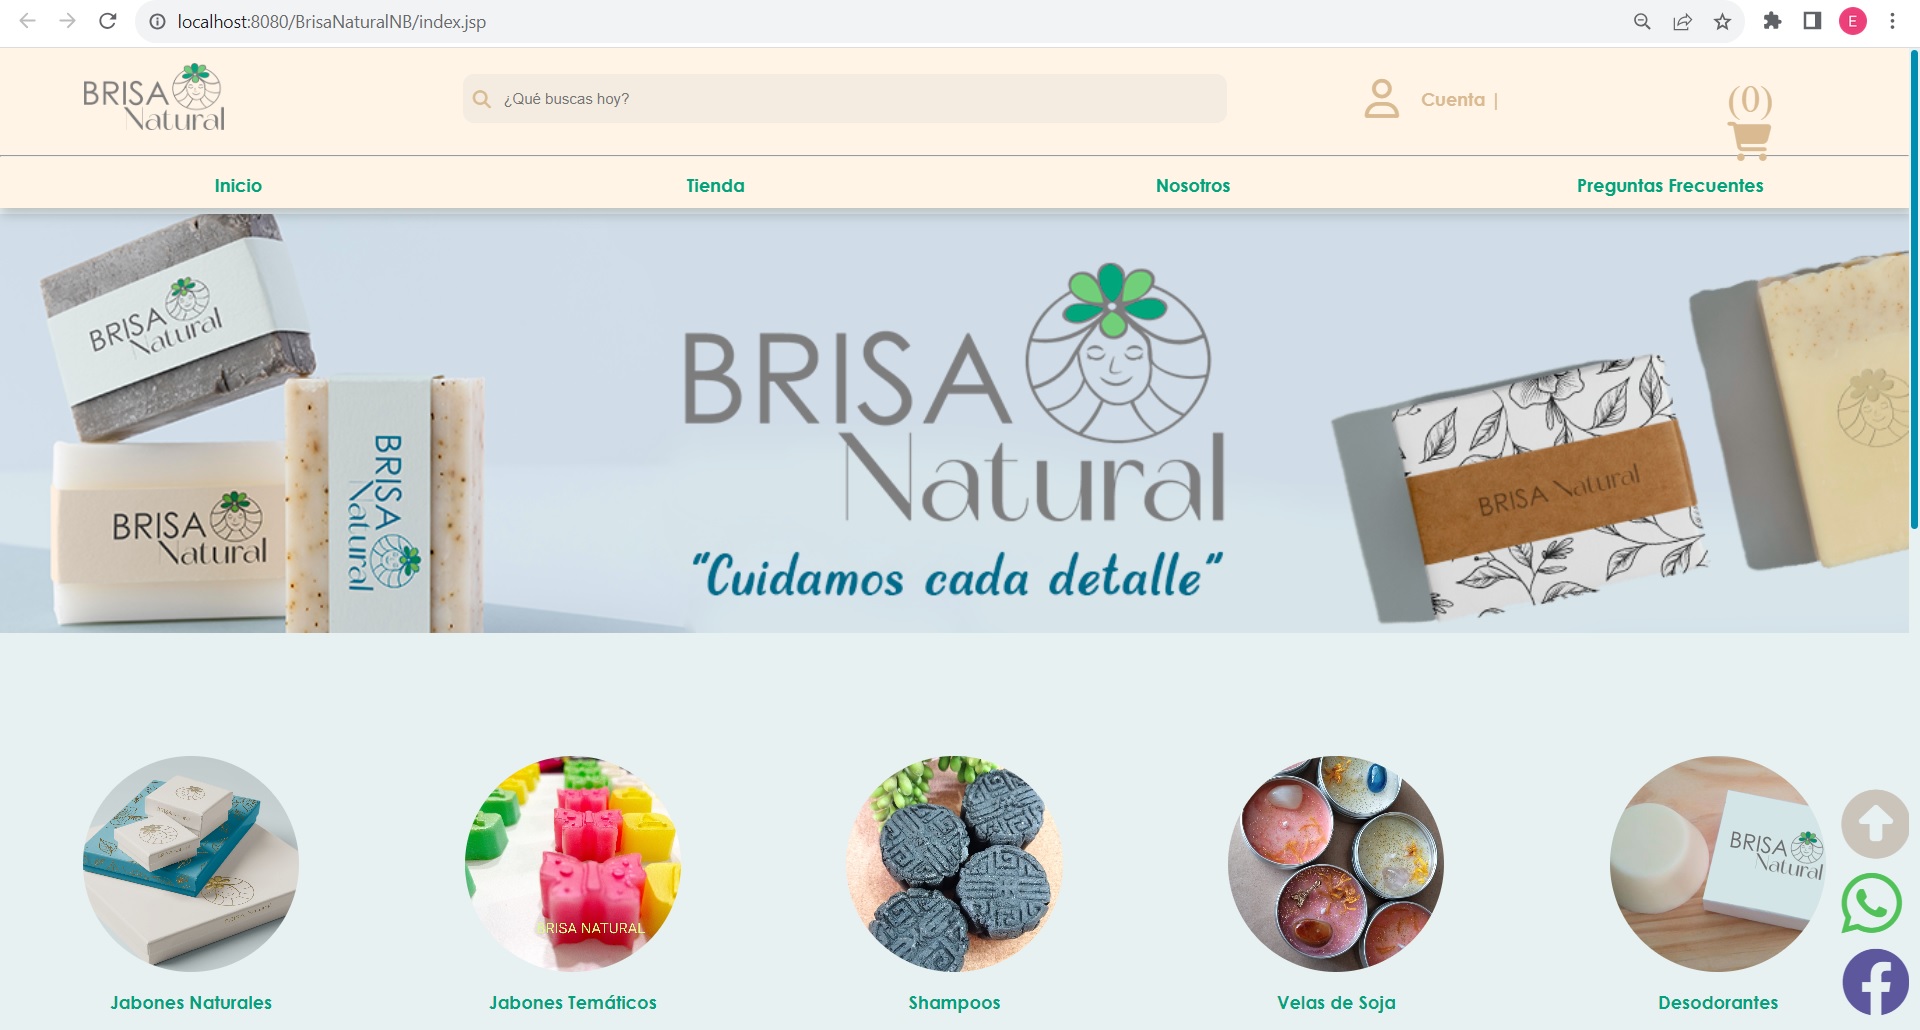 localhost:8080/BrisaNaturalNB/index.jsp
E
BRISA
Natural
¿Qué buscas hoy?
Cuenta |
(0)
Inicio
Tienda
Nosotros
Preguntas Frecuentes
BRISA
Natural
BRISA
Natural
BRISA
Natural
BRISA
Natural
"Cuidamos cada detalle"
BRISA Natural
BRISA NATURAL
BRISA
Natural
Jabones Naturales
Jabones Temáticos
Shampoos
Velas de Soja
Desodorantes